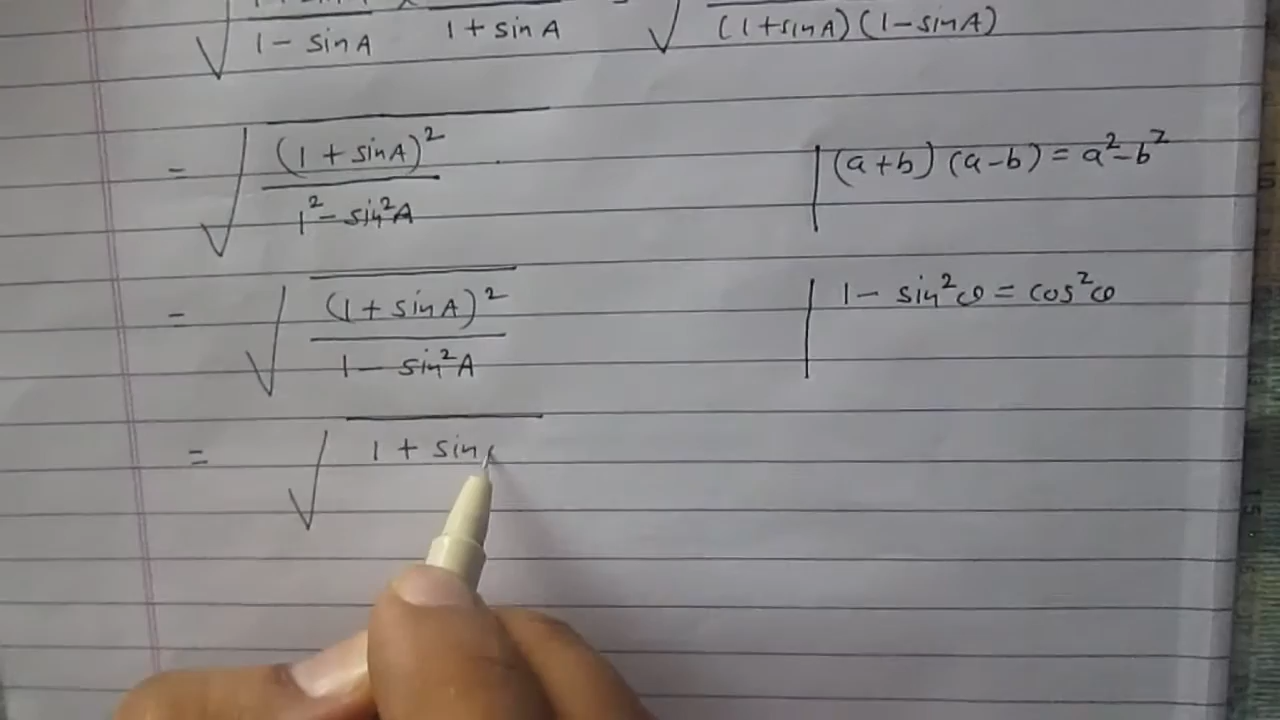 1 - sinA 1 + sinA √ (1+sinA)(1-sinA)
= √ (1 + sinA)²
1² - sin²A
(a+b)(a-b) = a²-b²
= √ (1 + sinA)²
1 - sin²A
1 - sin²θ = cos²θ
= √ 1 + sin